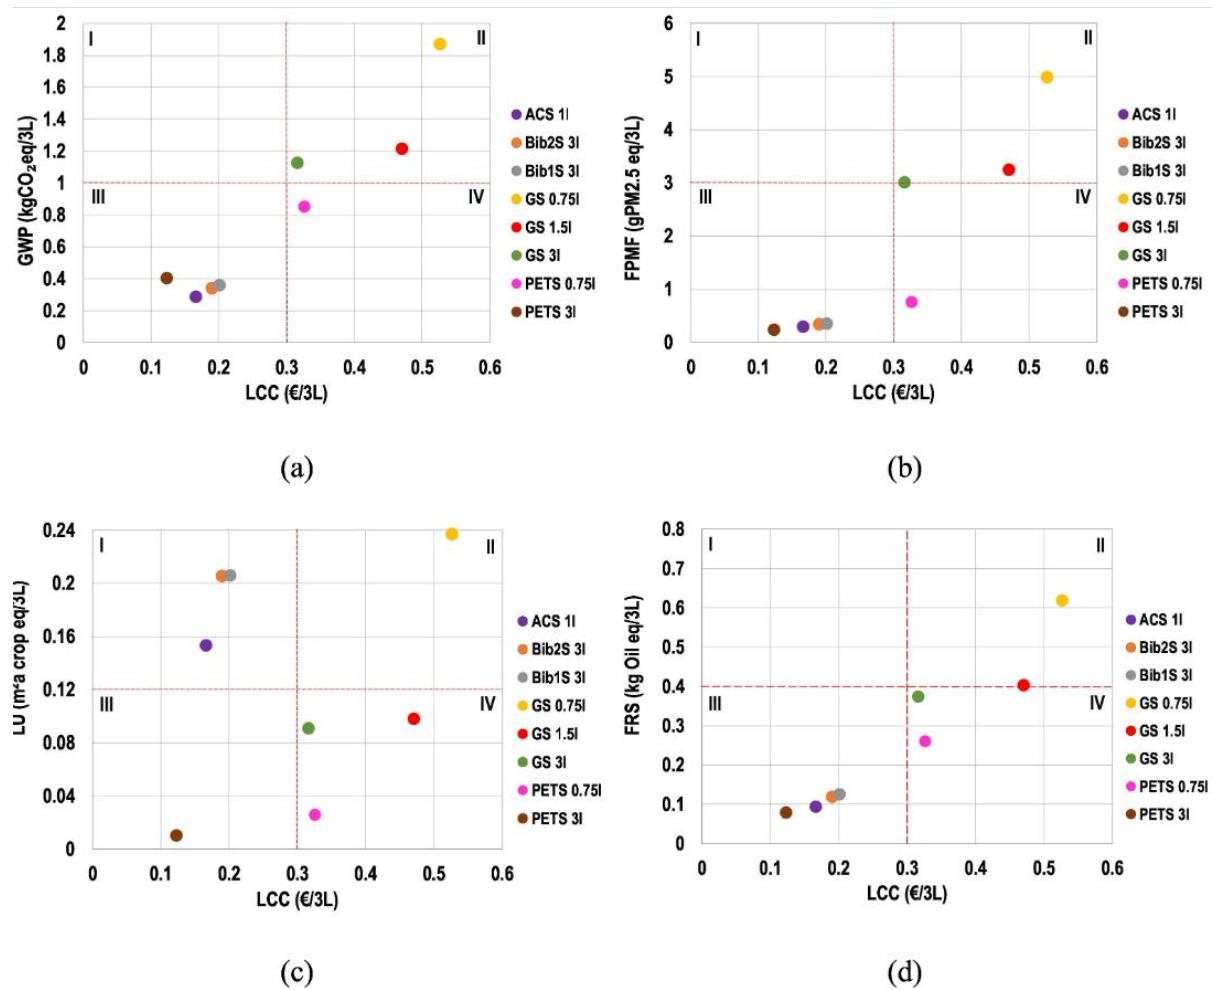 2
1.8
1.6
1.4
1.2
1
0.8
0.6
0.4
0.2
0
GWP (kgCO₂eq/3L)
I
II
III
IV
0 0.1 0.2 0.3 0.4 0.5 0.6
LCC (€/3L)
ACS 1l
Bib2S 3l
Bib1S 3l
GS 0.75l
GS 1.5l
GS 3l
PETS 0.75l
PETS 3l
(a)
6
5
4
3
2
1
0
FPMF (gPM2.5 eq/3L)
I
II
III
IV
0 0.1 0.2 0.3 0.4 0.5 0.6
LCC (€/3L)
ACS 1l
Bib2S 3l
Bib1S 3l
GS 0.75l
GS 1.5l
GS 3l
PETS 0.75l
PETS 3l
(b)
0.24
0.2
0.16
0.12
0.08
0.04
0
LU (m²a crop eq/3L)
I
II
III
IV
0 0.1 0.2 0.3 0.4 0.5 0.6
LCC (€/3L)
ACS 1l
Bib2S 3l
Bib1S 3l
GS 0.75l
GS 1.5l
GS 3l
PETS 0.75l
PETS 3l
(c)
0.8
0.7
0.6
0.5
0.4
0.3
0.2
0.1
0
FRS (kg Oil eq/3L)
I
II
III
IV
0 0.1 0.2 0.3 0.4 0.5 0.6
LCC (€/3L)
ACS 1l
Bib2S 3l
Bib1S 3l
GS 0.75l
GS 1.5l
GS 3l
PETS 0.75l
PETS 3l
(d)